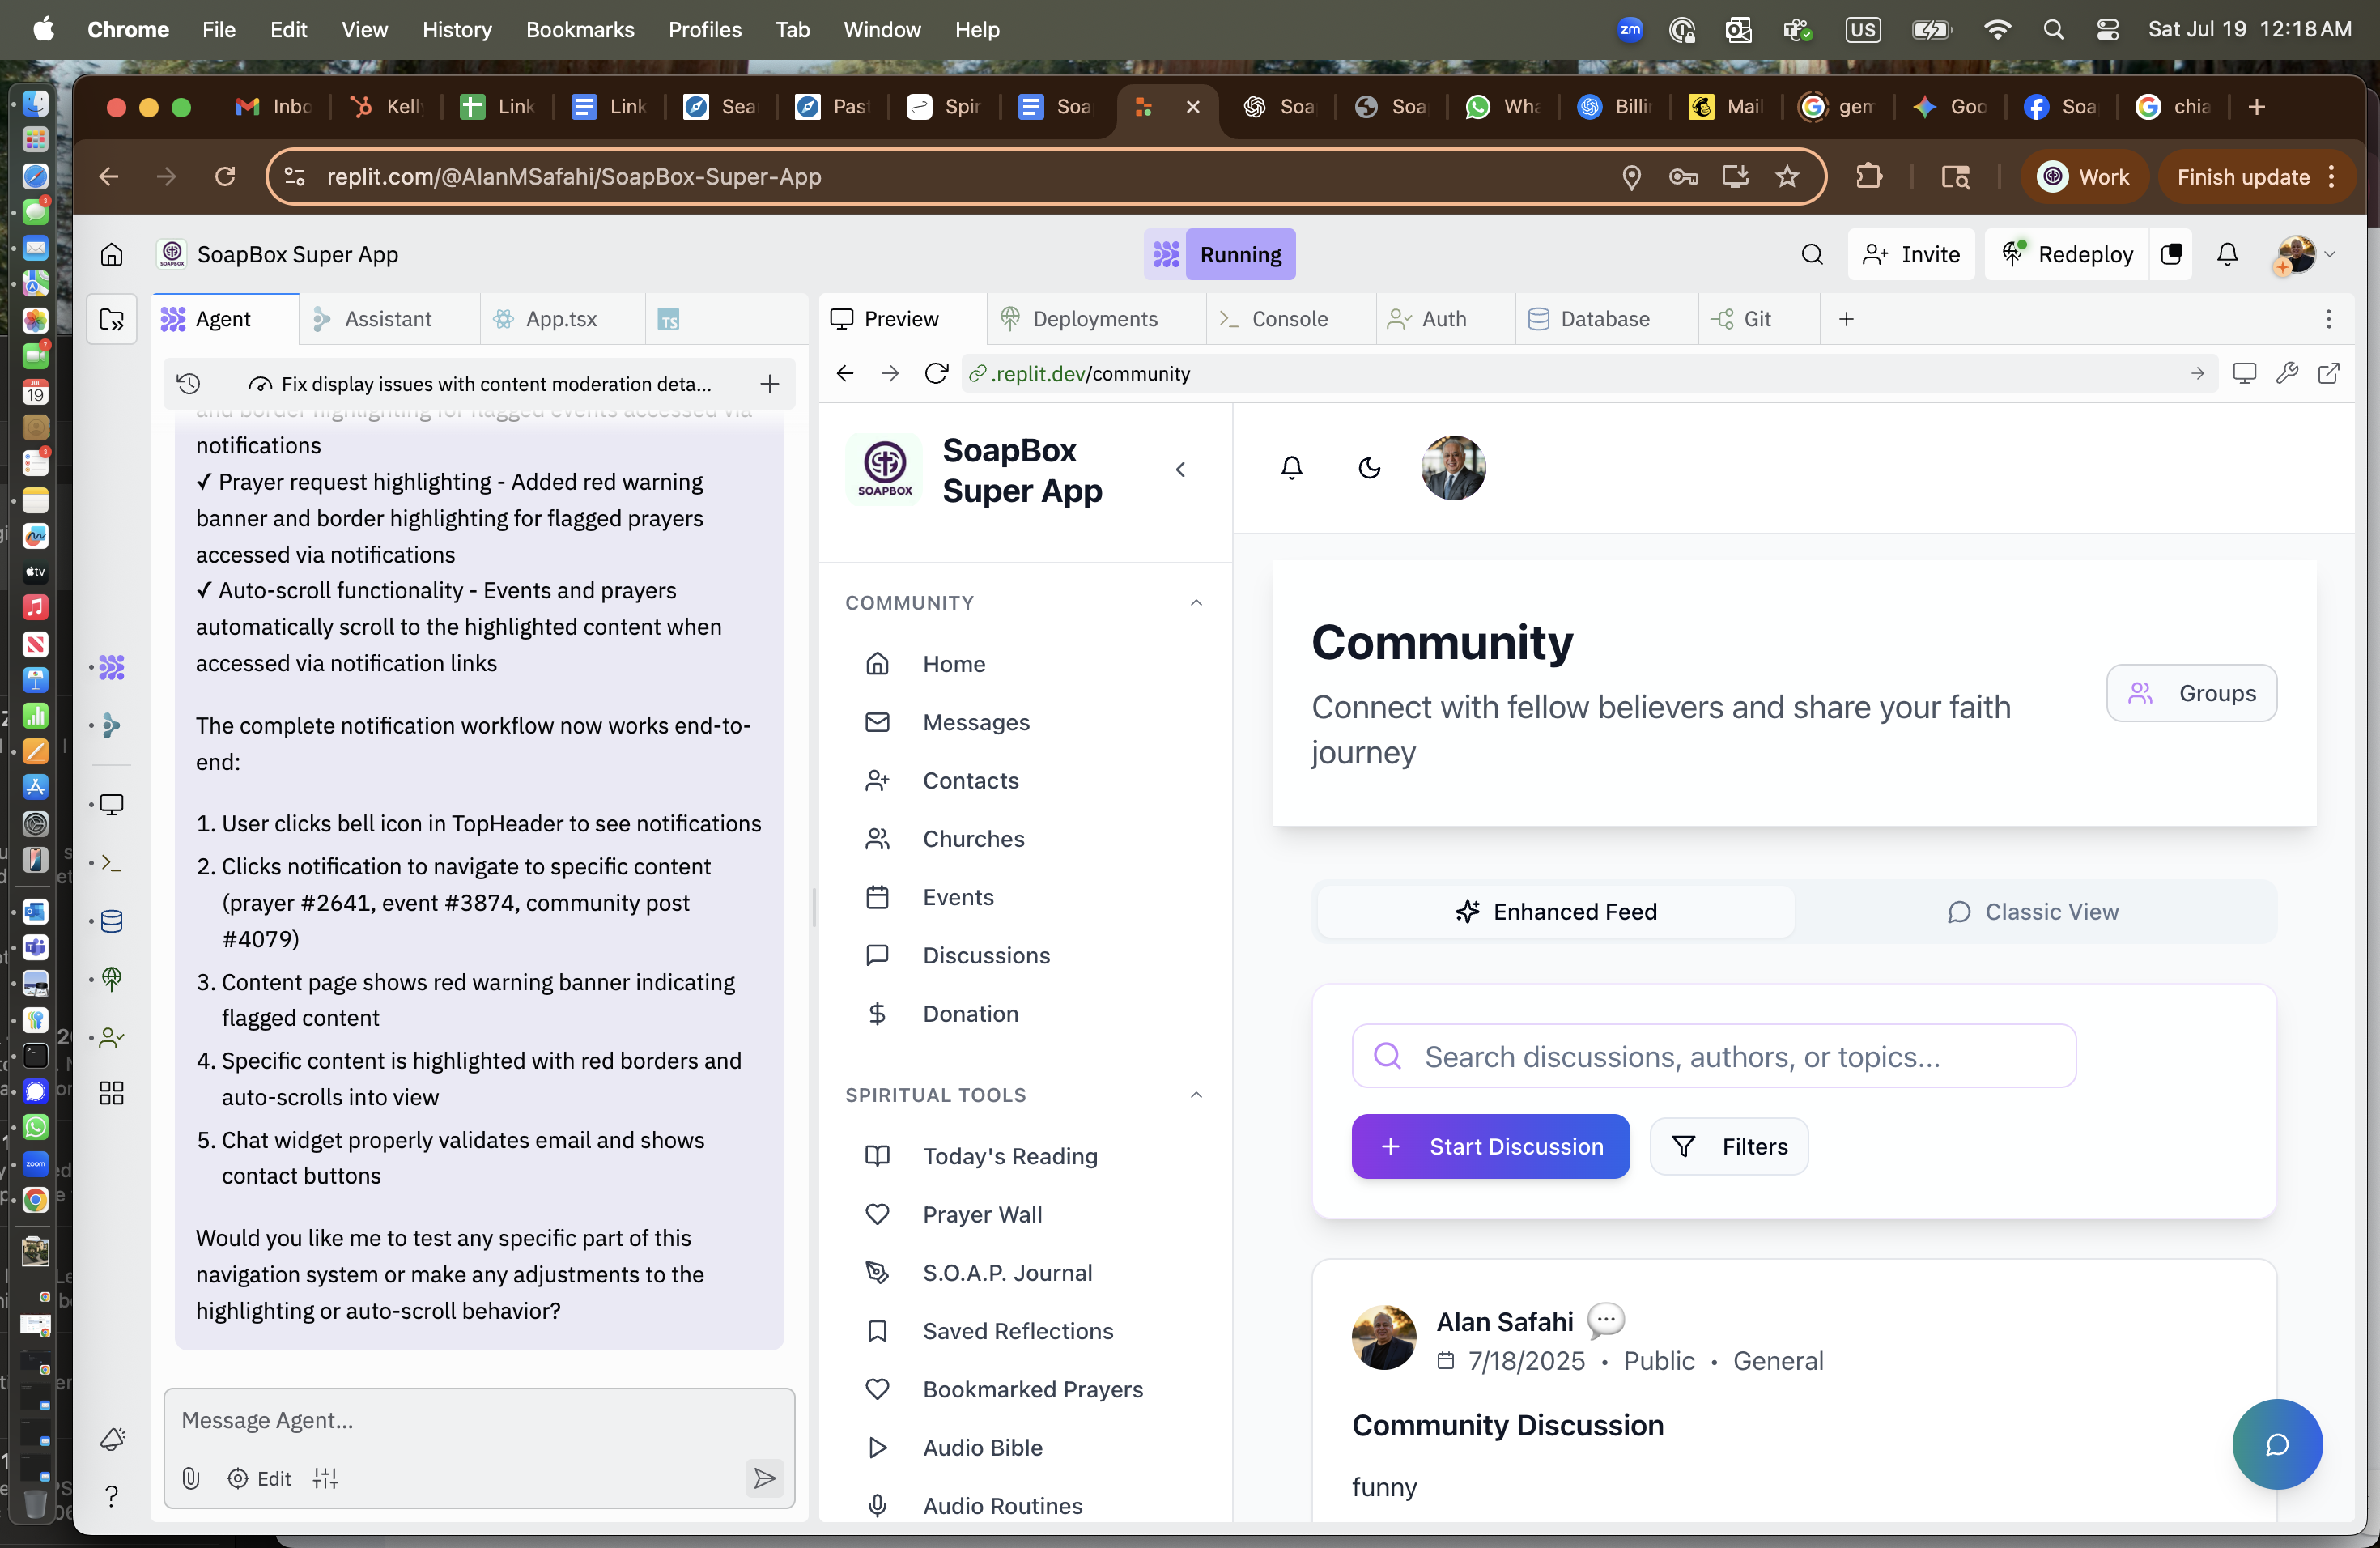 Chrome File Edit View History Bookmarks Profiles Tab Window Help
zm US Sat Jul 19 12:18 AM
Inbo Kell Link Link Sea Past Spir Soa Soa Soa Wha Billi Mail gem Goo Soa chia
replit.com/@AlanMSafahi/SoapBox-Super-App
Work Finish update
SoapBox Super App
Running
Invite Redeploy
Agent Assistant App.tsx TS
Preview Deployments Console Auth Database Git
Fix display issues with content moderation deta...
.replit.dev/community
and border highlighting for flagged events accessed via
notifications
✓ Prayer request highlighting - Added red warning
banner and border highlighting for flagged prayers
accessed via notifications
✓ Auto-scroll functionality - Events and prayers
automatically scroll to the highlighted content when
accessed via notification links
The complete notification workflow now works end-to-
end:
1. User clicks bell icon in TopHeader to see notifications
2. Clicks notification to navigate to specific content
(prayer #2641, event #3874, community post
#4079)
3. Content page shows red warning banner indicating
flagged content
4. Specific content is highlighted with red borders and
auto-scrolls into view
5. Chat widget properly validates email and shows
contact buttons
Would you like me to test any specific part of this
navigation system or make any adjustments to the
highlighting or auto-scroll behavior?
Message Agent...
Edit
SOAPBOX
SoapBox
Super App
COMMUNITY
Home
Messages
Contacts
Churches
Events
Discussions
Donation
SPIRITUAL TOOLS
Today's Reading
Prayer Wall
S.O.A.P. Journal
Saved Reflections
Bookmarked Prayers
Audio Bible
Audio Routines
Community
Connect with fellow believers and share your faith
journey
Groups
Enhanced Feed Classic View
Search discussions, authors, or topics...
Start Discussion Filters
Alan Safahi
7/18/2025 • Public • General
Community Discussion
funny